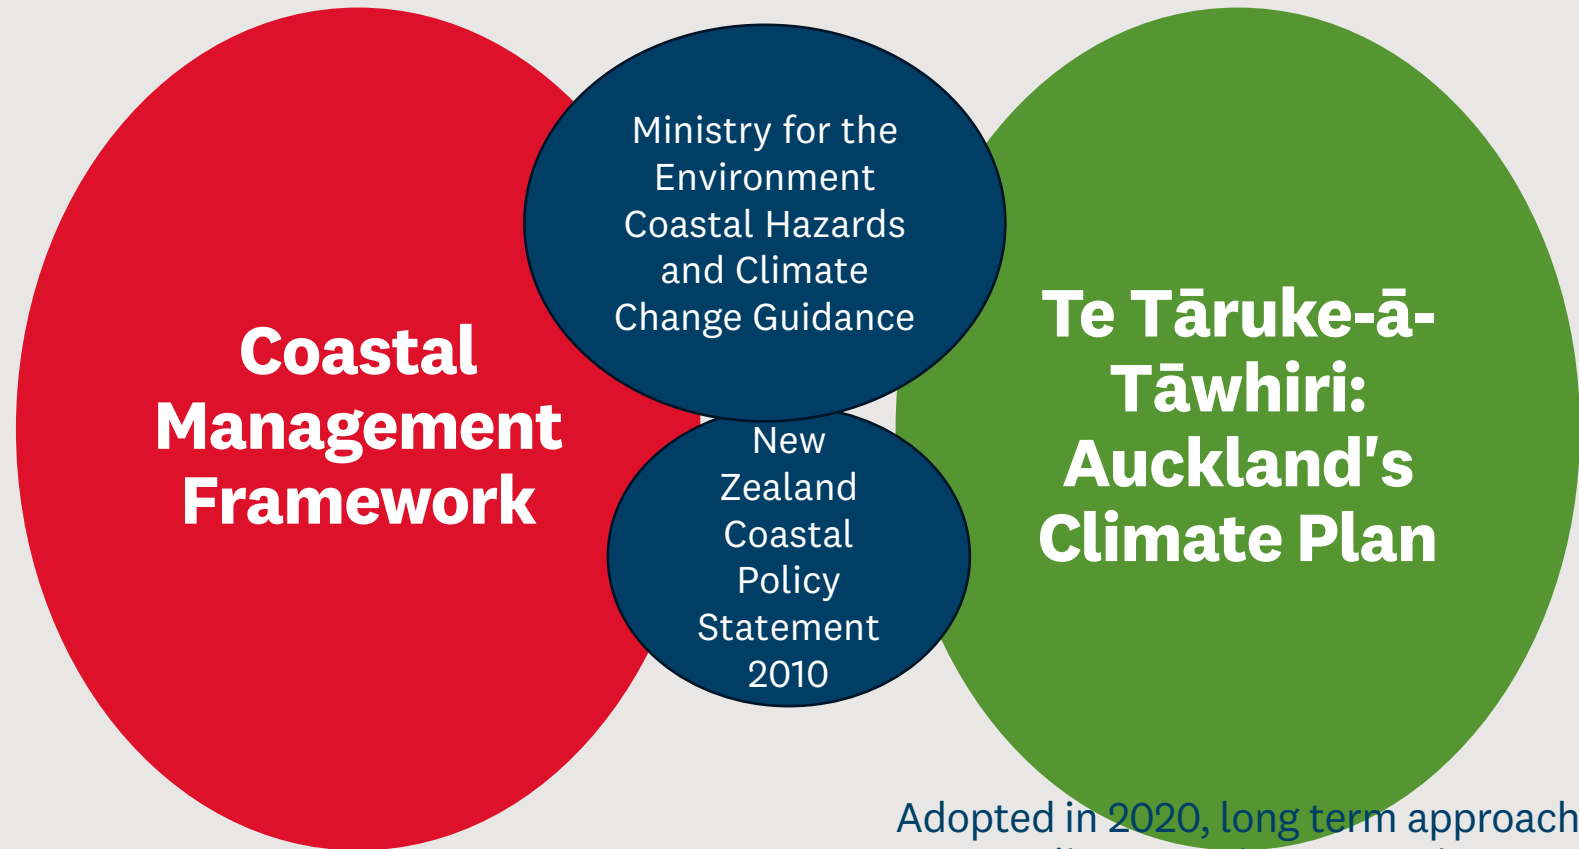 Coastal
Management
Framework
Ministry for the
Environment
Coastal Hazards
and Climate
Change Guidance
New
Zealand
Coastal
Policy
Statement
2010
Te Tāruke-ā-
Tāwhiri:
Auckland's
Climate Plan
Adopted in 2020, long term approach